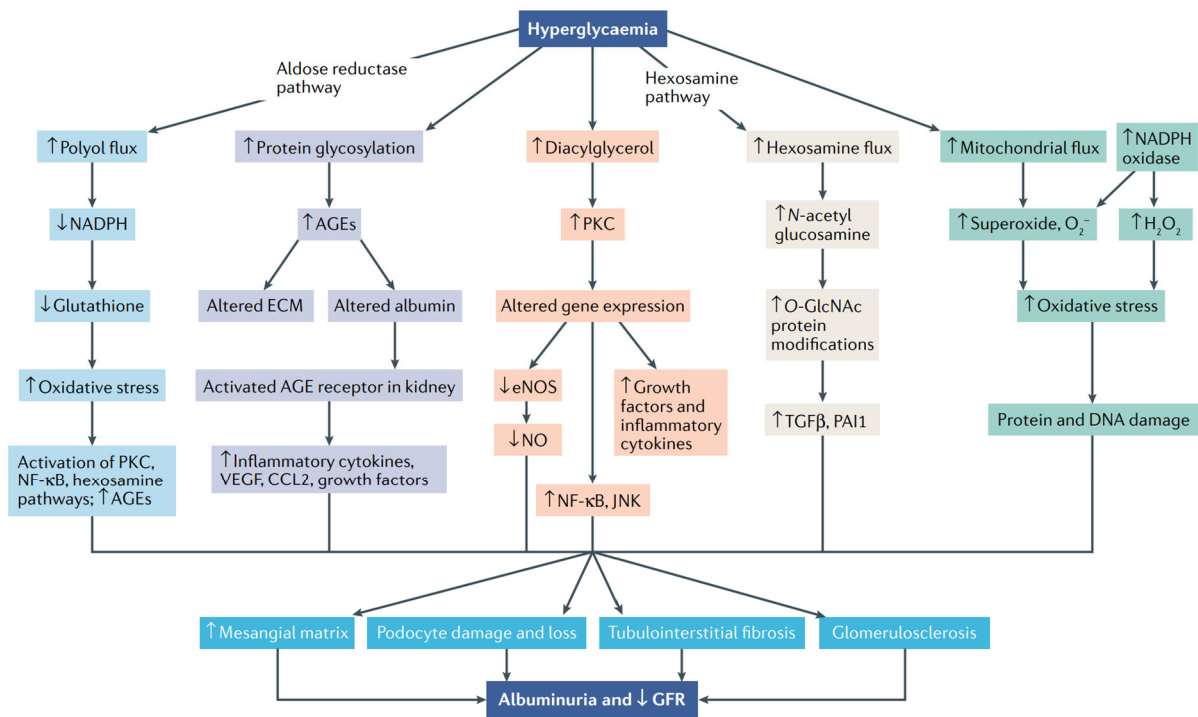 Hyperglycaemia
Aldose reductase
pathway
Hexosamine
pathway
↑Polyol flux
↑Protein glycosylation
↑Diacylglycerol
↑Hexosamine flux
↑Mitochondrial flux
↑NADPH
oxidase
↓NADPH
↑AGEs
↑PKC
↑N-acetyl
glucosamine
↑Superoxide, O₂⁻
↑H₂O₂
↓Glutathione
Altered ECM
Altered albumin
Altered gene expression
↑O-GlcNAc
protein
modifications
↑Oxidative stress
↑Oxidative stress
Activated AGE receptor in kidney
↓eNOS
↑Growth
factors and
inflammatory
cytokines
↓NO
↑TGFβ, PAI1
Protein and DNA damage
Activation of PKC,
NF-κB, hexosamine
pathways; ↑AGEs
↑Inflammatory cytokines,
VEGF, CCL2, growth factors
↑NF-κB, JNK
↑Mesangial matrix
Podocyte damage and loss
Tubulointerstitial fibrosis
Glomerulosclerosis
Albuminuria and ↓ GFR